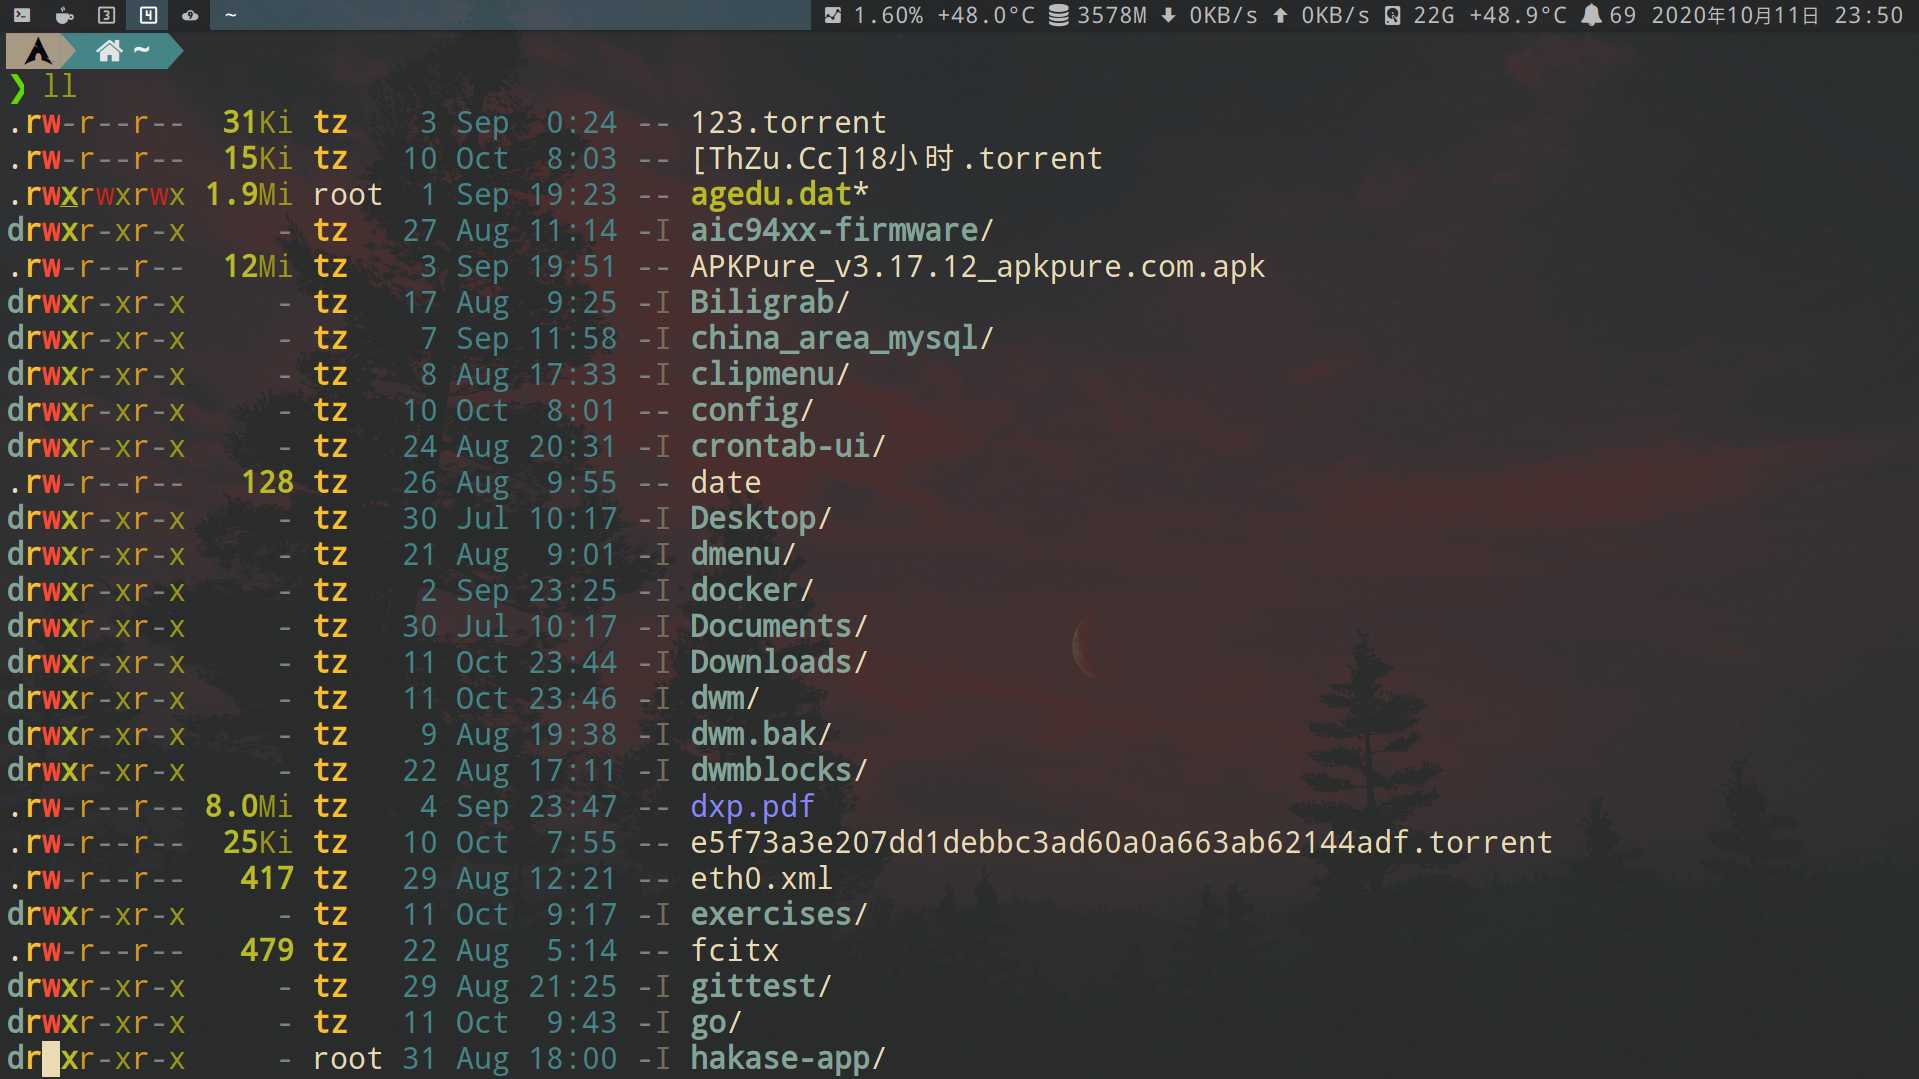 3 4 ~ 1.60% +48.0°C 3578M 0KB/s 0KB/s 22G +48.9°C 69 2020年10月11日 23:50
~
❯ ll
.rw-r--r-- 31Ki tz 3 Sep 0:24 -- 123.torrent
.rw-r--r-- 15Ki tz 10 Oct 8:03 -- [ThZu.Cc]18小时.torrent
.rwxrwxrwx 1.9Mi root 1 Sep 19:23 -- agedu.dat*
drwxr-xr-x - tz 27 Aug 11:14 -I aic94xx-firmware/
.rw-r--r-- 12Mi tz 3 Sep 19:51 -- APKPure_v3.17.12_apkpure.com.apk
drwxr-xr-x - tz 17 Aug 9:25 -I Biligrab/
drwxr-xr-x - tz 7 Sep 11:58 -I china_area_mysql/
drwxr-xr-x - tz 8 Aug 17:33 -I clipmenu/
drwxr-xr-x - tz 10 Oct 8:01 -- config/
drwxr-xr-x - tz 24 Aug 20:31 -I crontab-ui/
.rw-r--r-- 128 tz 26 Aug 9:55 -- date
drwxr-xr-x - tz 30 Jul 10:17 -I Desktop/
drwxr-xr-x - tz 21 Aug 9:01 -I dmenu/
drwxr-xr-x - tz 2 Sep 23:25 -I docker/
drwxr-xr-x - tz 30 Jul 10:17 -I Documents/
drwxr-xr-x - tz 11 Oct 23:44 -I Downloads/
drwxr-xr-x - tz 11 Oct 23:46 -I dwm/
drwxr-xr-x - tz 9 Aug 19:38 -I dwm.bak/
drwxr-xr-x - tz 22 Aug 17:11 -I dwmblocks/
.rw-r--r-- 8.0Mi tz 4 Sep 23:47 -- dxp.pdf
.rw-r--r-- 25Ki tz 10 Oct 7:55 -- e5f73a3e207dd1debbc3ad60a0a663ab62144adf.torrent
.rw-r--r-- 417 tz 29 Aug 12:21 -- eth0.xml
drwxr-xr-x - tz 11 Oct 9:17 -I exercises/
.rw-r--r-- 479 tz 22 Aug 5:14 -- fcitx
drwxr-xr-x - tz 29 Aug 21:25 -I gittest/
drwxr-xr-x - tz 11 Oct 9:43 -I go/
dr xr-xr-x - root 31 Aug 18:00 -I hakase-app/